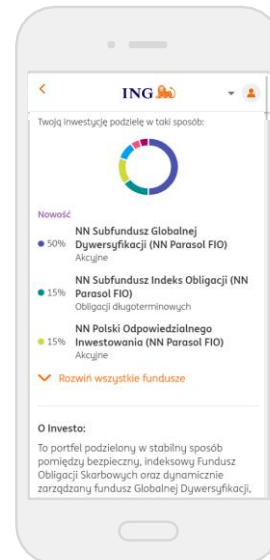 ING
Twoją inwestycję podzielę w taki sposób:
Nowość
NN Subfundusz Globalnej
50% Dywersyfikacji (NN Parasol FIO)
Akcyjne
NN Subfundusz Indeks Obligacji (NN
15% Parasol FIO)
Obligacji długoterminowych
NN Polski Odpowiedzialnego
15% Inwestowania (NN Parasol FIO)
Akcyjne
Rozwiń wszystkie fundusze
O Investo:
To portfel podzielony w stabilny sposób
pomiędzy bezpieczny, indeksowy Fundusz
Obligacji Skarbowych oraz dynamicznie
zarządzany fundusz Globalnej Dywersyfikacji,